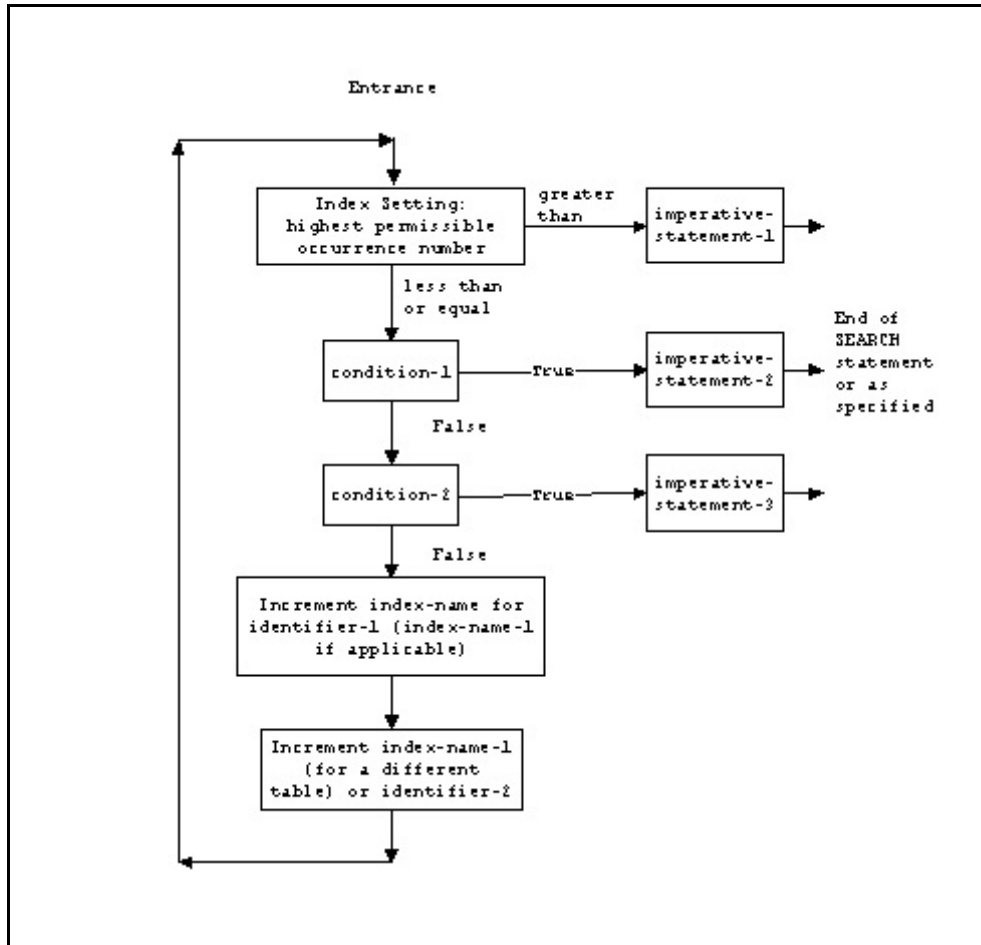 Entrance
Index Setting:
highest permissible
occurrence number
greater
than
imperative-
statement-1
less than
or equal
condition-1
True
imperative-
statement-2
End of
SEARCH
statement
or as
specified
False
condition-2
True
imperative-
statement-3
False
Increment index-name for
identifier-1 (index-name-1
if applicable)
Increment index-name-1
(for a different
table) or identifier-2